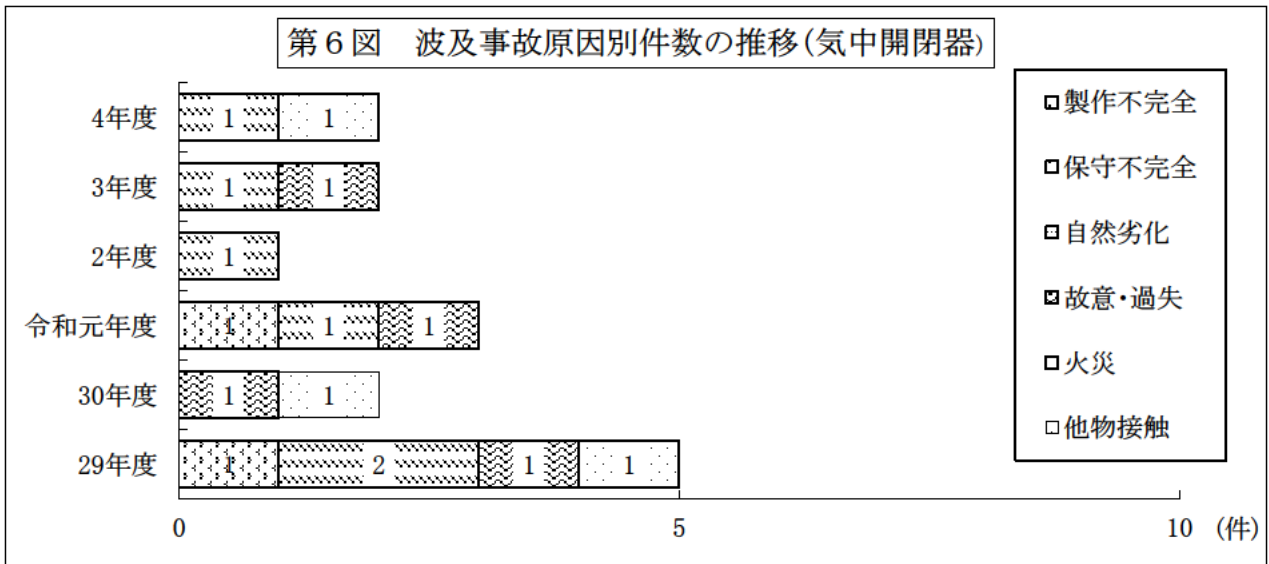 第6図 波及事故原因別件数の推移(気中開閉器)
4年度 1 1
3年度 1 1
2年度 1
令和元年度 1 1 1
30年度 1 1
29年度 1 2 1 1
0 5 10 (件)
製作不完全
保守不完全
自然劣化
故意・過失
火災
他物接触